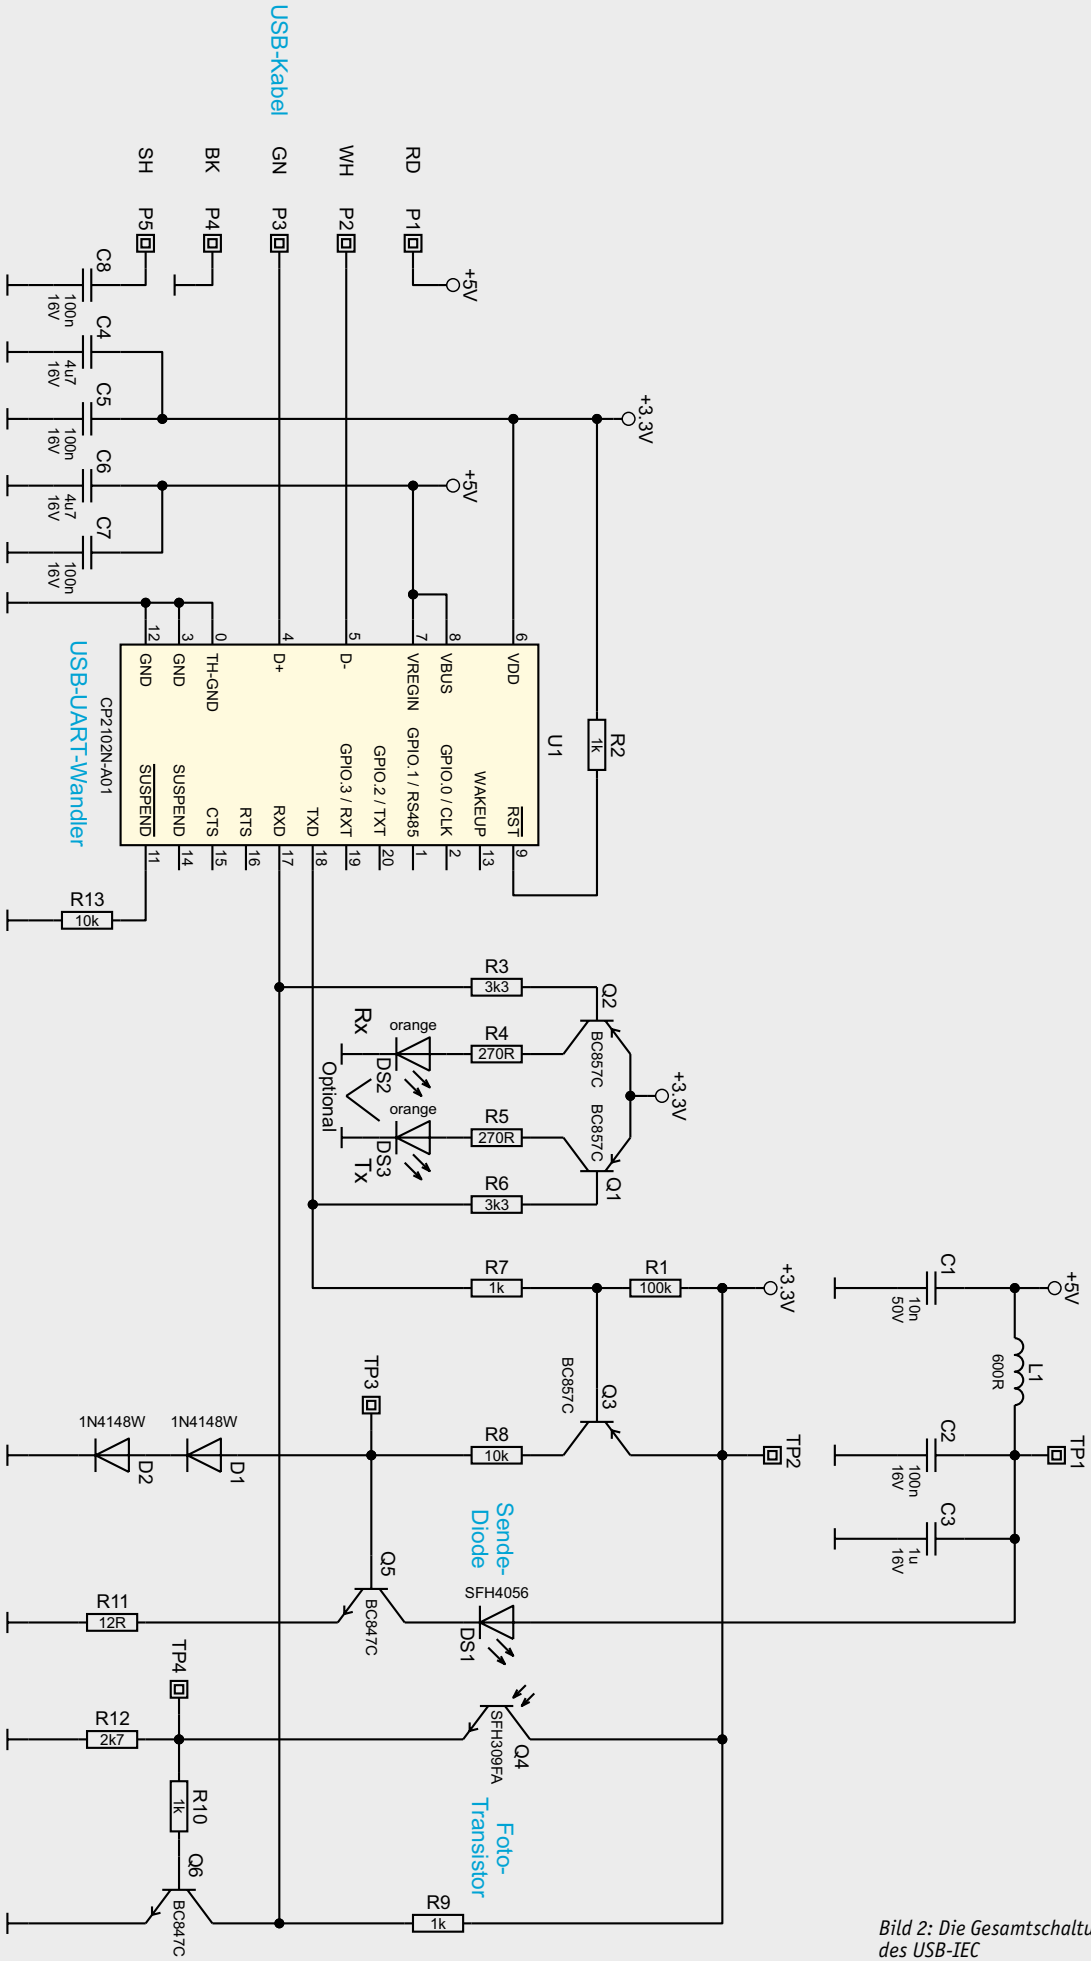 USB-Kabel
RD P1
WH P2
GN P3
BK P4
SH P5
+5V
C8
100n
16V
C4
4u7
16V
C5
100n
16V
C6
4u7
16V
C7
100n
16V
+3.3V
+5V
R2
1k
U1
6 VDD
8 VBUS
7 VREGIN
5 D-
4 D+
0 TH-GND
3 GND
12 GND
RST 9
WAKEUP 13
GPIO.0 / CLK 2
GPIO.1 / RS485 1
GPIO.2 / TXT 20
GPIO.3 / RXT 19
TXD 18
RXD 17
RTS 16
CTS 15
SUSPEND 14
SUSPEND 11
CP2102N-A01
USB-UART-Wandler
R13
10k
R3
3k3
Q2
BC857C
R4
270R
orange
DS2
Rx
Optional
+3.3V
R5
270R
orange
DS3
Tx
BC857C
Q1
R6
3k3
R7
1k
R1
100k
+3.3V
C1
10n
50V
+5V
L1
600R
C2
100n
16V
TP1
C3
1u
16V
Q3
BC857C
TP2
R8
10k
TP3
1N4148W
D1
1N4148W
D2
Sende-
Diode
SFH4056
DS1
Q5
BC847C
R11
12R
TP4
R12
2k7
Q4
SFH309FA
Foto-
Transistor
R10
1k
Q6
BC847C
R9
1k
Bild 2: Die Gesamtschaltu
des USB-IEC